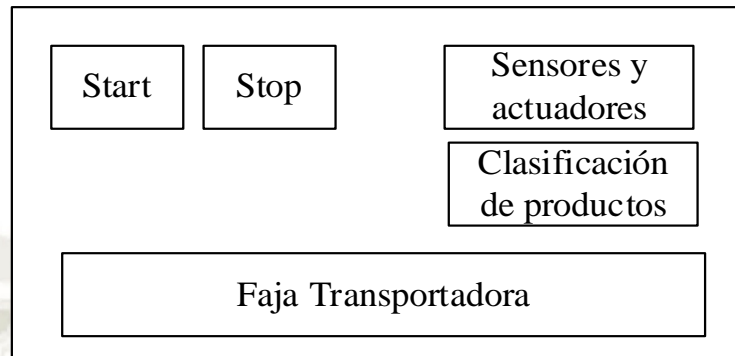 Start
Stop
Sensores y
actuadores
Clasificación
de productos
Faja Transportadora